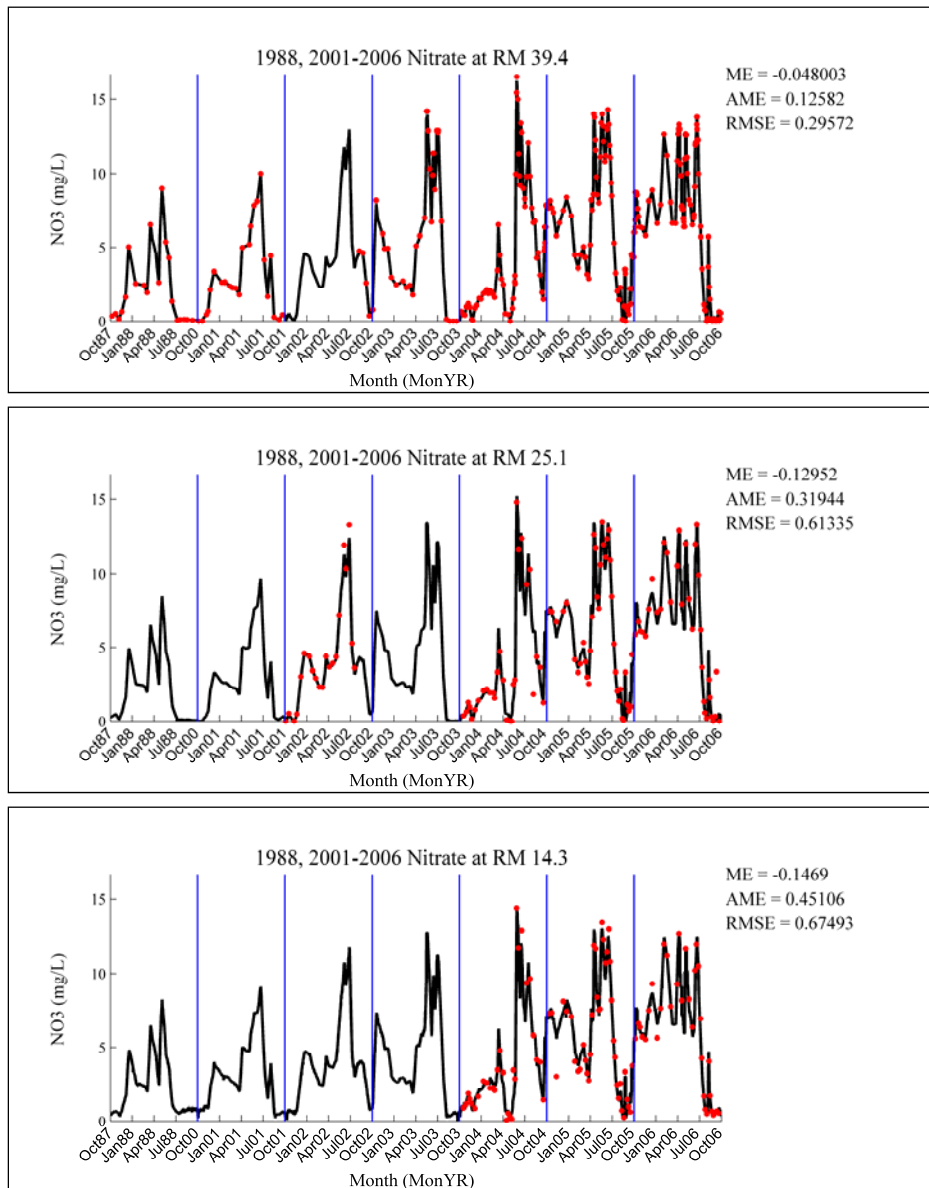 1988, 2001-2006 Nitrate at RM 39.4
ME = -0.048003
AME = 0.12582
RMSE = 0.29572
NO3 (mg/L)
15
10
5
0
Oct87 Jan88 Apr88 Jul88 Oct00 Jan01 Apr01 Jul01 Oct01 Jan02 Apr02 Jul02 Oct02 Jan03 Apr03 Jul03 Oct03 Jan04 Apr04 Jul04 Oct04 Jan05 Apr05 Jul05 Oct05 Jan06 Apr06 Jul06 Oct06
Month (MonYR)
1988, 2001-2006 Nitrate at RM 25.1
ME = -0.12952
AME = 0.31944
RMSE = 0.61335
NO3 (mg/L)
15
10
5
0
Oct87 Jan88 Apr88 Jul88 Oct00 Jan01 Apr01 Jul01 Oct01 Jan02 Apr02 Jul02 Oct02 Jan03 Apr03 Jul03 Oct03 Jan04 Apr04 Jul04 Oct04 Jan05 Apr05 Jul05 Oct05 Jan06 Apr06 Jul06 Oct06
Month (MonYR)
1988, 2001-2006 Nitrate at RM 14.3
ME = -0.1469
AME = 0.45106
RMSE = 0.67493
NO3 (mg/L)
15
10
5
0
Oct87 Jan88 Apr88 Jul88 Oct00 Jan01 Apr01 Jul01 Oct01 Jan02 Apr02 Jul02 Oct02 Jan03 Apr03 Jul03 Oct03 Jan04 Apr04 Jul04 Oct04 Jan05 Apr05 Jul05 Oct05 Jan06 Apr06 Jul06 Oct06
Month (MonYR)